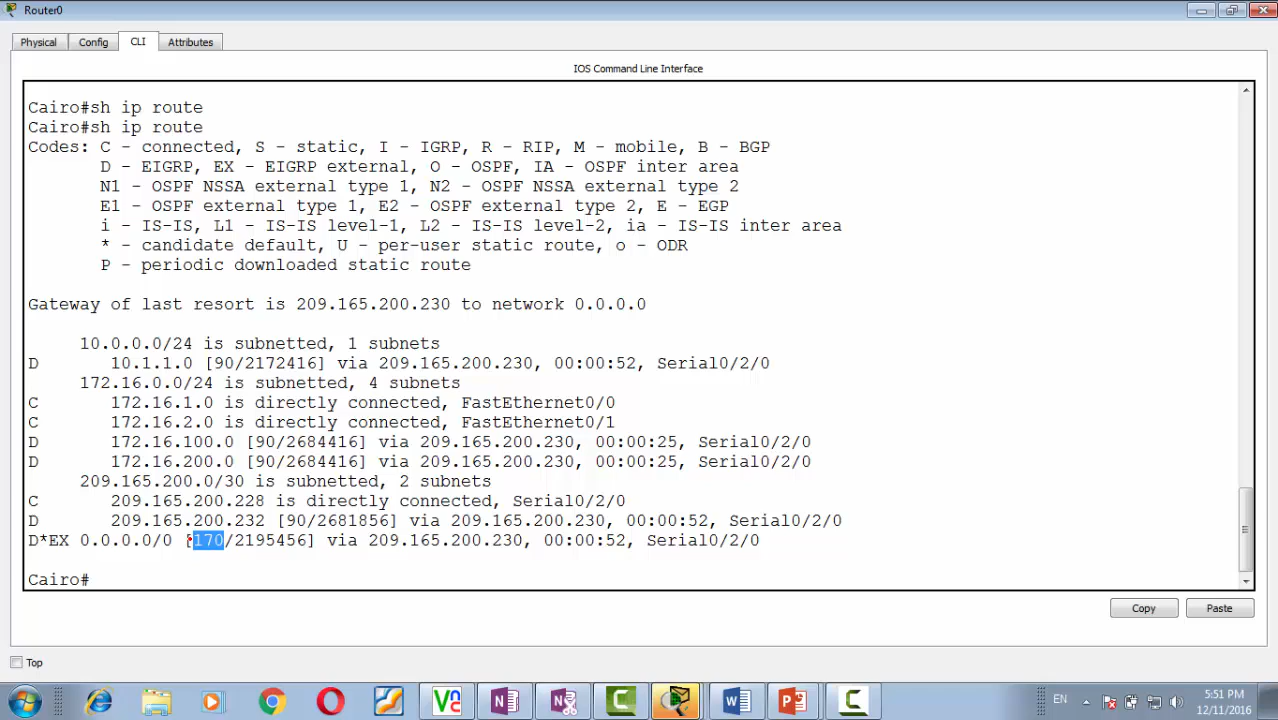 Router0
Physical Config CLI Attributes
IOS Command Line Interface
Cairo#sh ip route
Cairo#sh ip route
Codes: C - connected, S - static, I - IGRP, R - RIP, M - mobile, B - BGP
D - EIGRP, EX - EIGRP external, O - OSPF, IA - OSPF inter area
N1 - OSPF NSSA external type 1, N2 - OSPF NSSA external type 2
E1 - OSPF external type 1, E2 - OSPF external type 2, E - EGP
i - IS-IS, L1 - IS-IS level-1, L2 - IS-IS level-2, ia - IS-IS inter area
* - candidate default, U - per-user static route, o - ODR
P - periodic downloaded static route
Gateway of last resort is 209.165.200.230 to network 0.0.0.0
10.0.0.0/24 is subnetted, 1 subnets
D 10.1.1.0 [90/2172416] via 209.165.200.230, 00:00:52, Serial0/2/0
172.16.0.0/24 is subnetted, 4 subnets
C 172.16.1.0 is directly connected, FastEthernet0/0
C 172.16.2.0 is directly connected, FastEthernet0/1
D 172.16.100.0 [90/2684416] via 209.165.200.230, 00:00:25, Serial0/2/0
D 172.16.200.0 [90/2684416] via 209.165.200.230, 00:00:25, Serial0/2/0
209.165.200.0/30 is subnetted, 2 subnets
C 209.165.200.228 is directly connected, Serial0/2/0
D 209.165.200.232 [90/2681856] via 209.165.200.230, 00:00:52, Serial0/2/0
D*EX 0.0.0.0/0 [170/2195456] via 209.165.200.230, 00:00:52, Serial0/2/0
Cairo#
Copy Paste
Top
EN 5:51 PM
12/11/2016